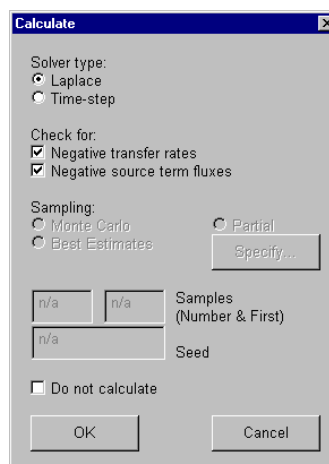 Calculate
Solver type:
Laplace
Time-step
Check for:
Negative transfer rates
Negative source term fluxes
Sampling:
Monte Carlo
Partial
Best Estimates
Specify...
n/a
n/a
Samples
(Number & First)
n/a
Seed
Do not calculate
OK
Cancel